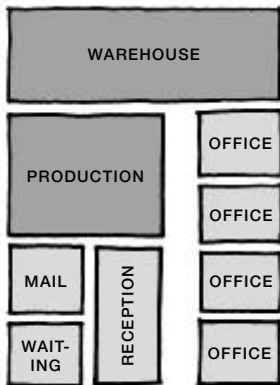 WAREHOUSE
OFFICE
PRODUCTION
OFFICE
MAIL
RECEPTION
OFFICE
WAIT-
ING
OFFICE